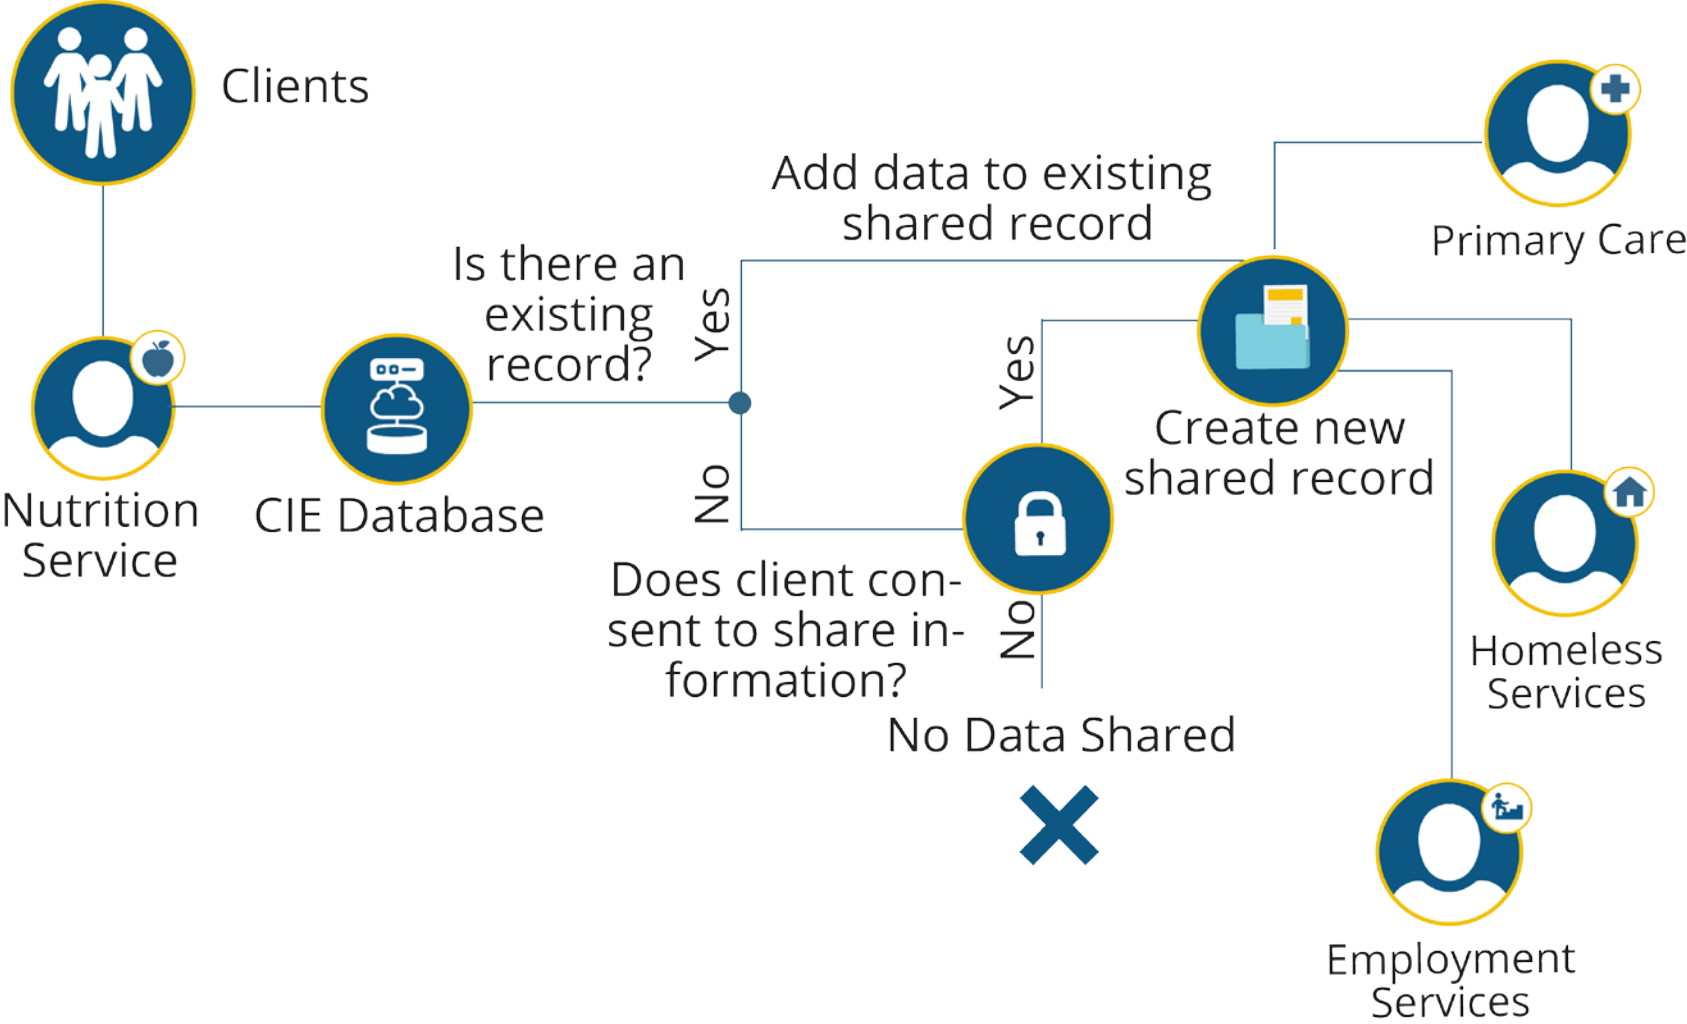 Clients
Add data to existing
shared record
Primary Care
Is there an
existing
record?
Yes
Yes
Create new
shared record
No
Nutrition
Service
CIE Database
Does client con-
sent to share in-
formation?
No
No Data Shared
Homeless
Services
Employment
Services